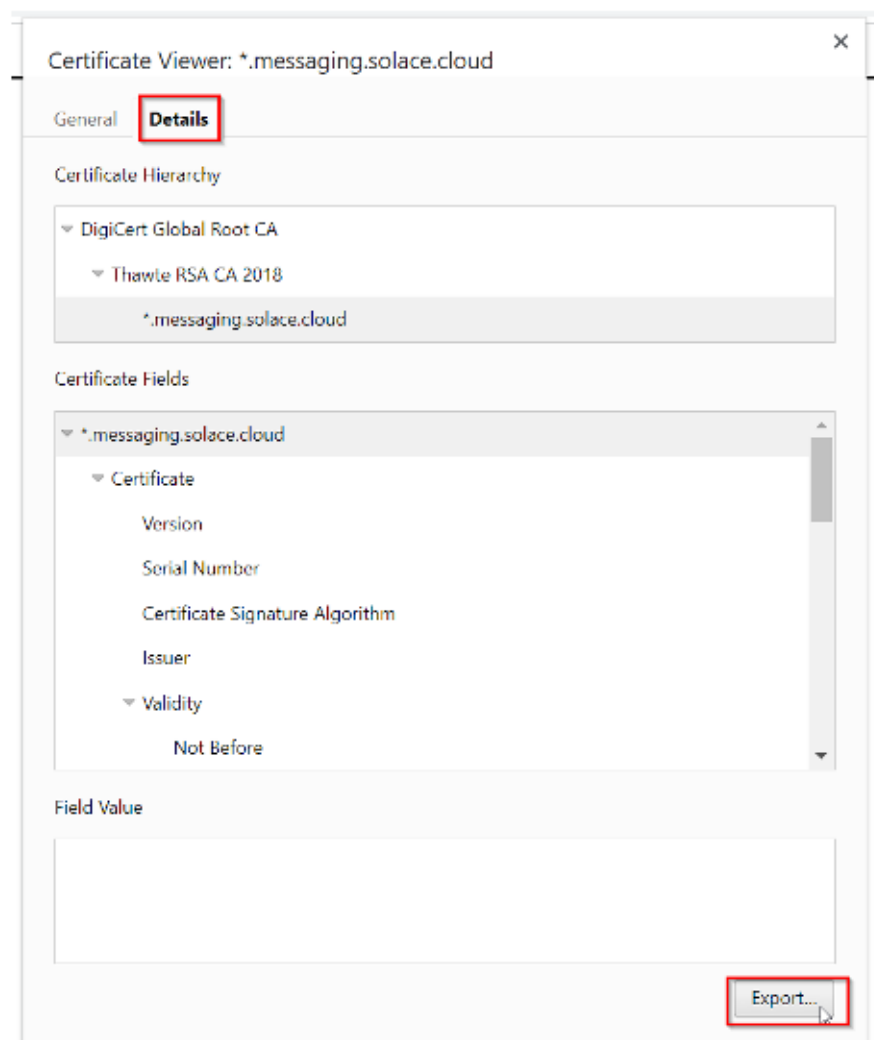 Certificate Viewer: *.messaging.solace.cloud
General Details
Certificate Hierarchy
DigiCert Global Root CA
Thawte RSA CA 2018
*.messaging.solace.cloud
Certificate Fields
*.messaging.solace.cloud
Certificate
Version
Serial Number
Certificate Signature Algorithm
Issuer
Validity
Not Before
Field Value
Export...